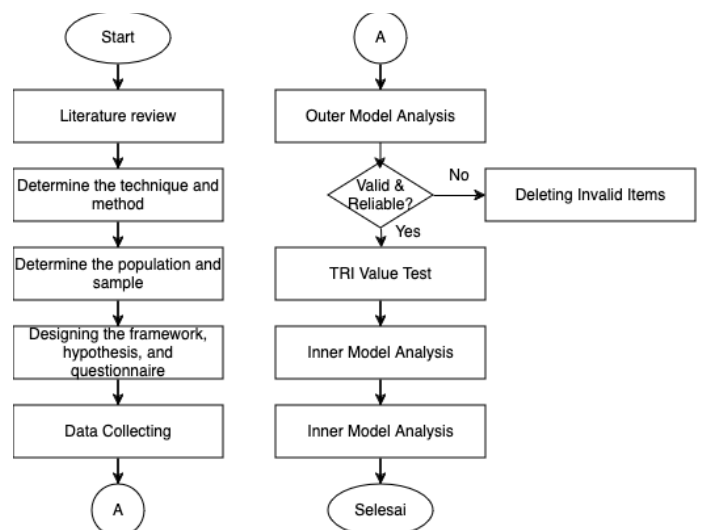 Start
Literature review
Determine the technique and
method
Determine the population and
sample
Designing the framework,
hypothesis, and
questionnaire
Data Collecting
A
A
Outer Model Analysis
Valid &
Reliable?
No
Deleting Invalid Items
Yes
TRI Value Test
Inner Model Analysis
Inner Model Analysis
Selesai